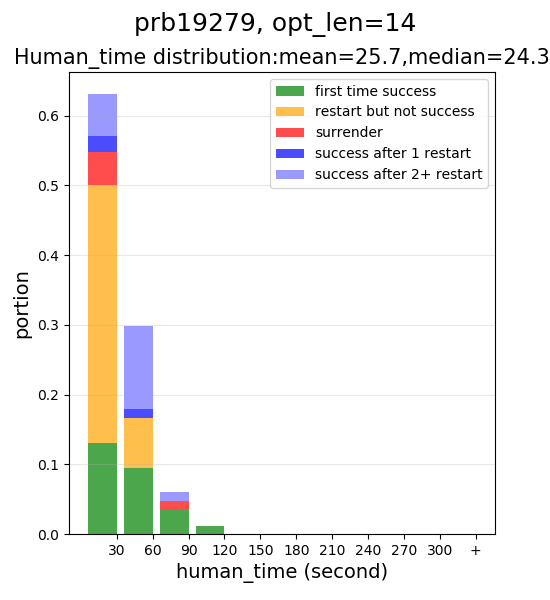 prb19279, opt_len=14
Human_time distribution:mean=25.7,median=24.3
first time success
restart but not success
surrender
success after 1 restart
success after 2+ restart
portion
0.6
0.5
0.4
0.3
0.2
0.1
0.0
30 60 90 120 150 180 210 240 270 300 +
human_time (second)